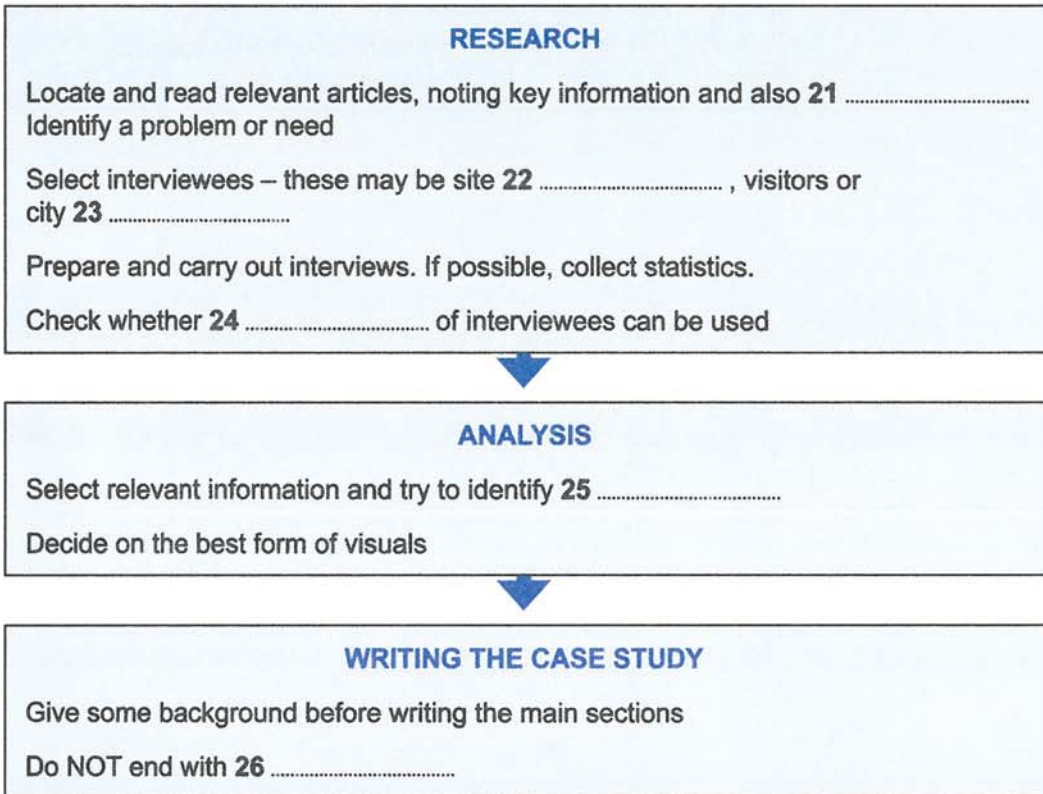 RESEARCH
Locate and read relevant articles, noting key information and also 21 ....................................
Identify a problem or need
Select interviewees – these may be site 22 ................................... , visitors or
city 23 ...................................
Prepare and carry out interviews. If possible, collect statistics.
Check whether 24 ................................... of interviewees can be used
ANALYSIS
Select relevant information and try to identify 25 ...................................
Decide on the best form of visuals
WRITING THE CASE STUDY
Give some background before writing the main sections
Do NOT end with 26 ...................................